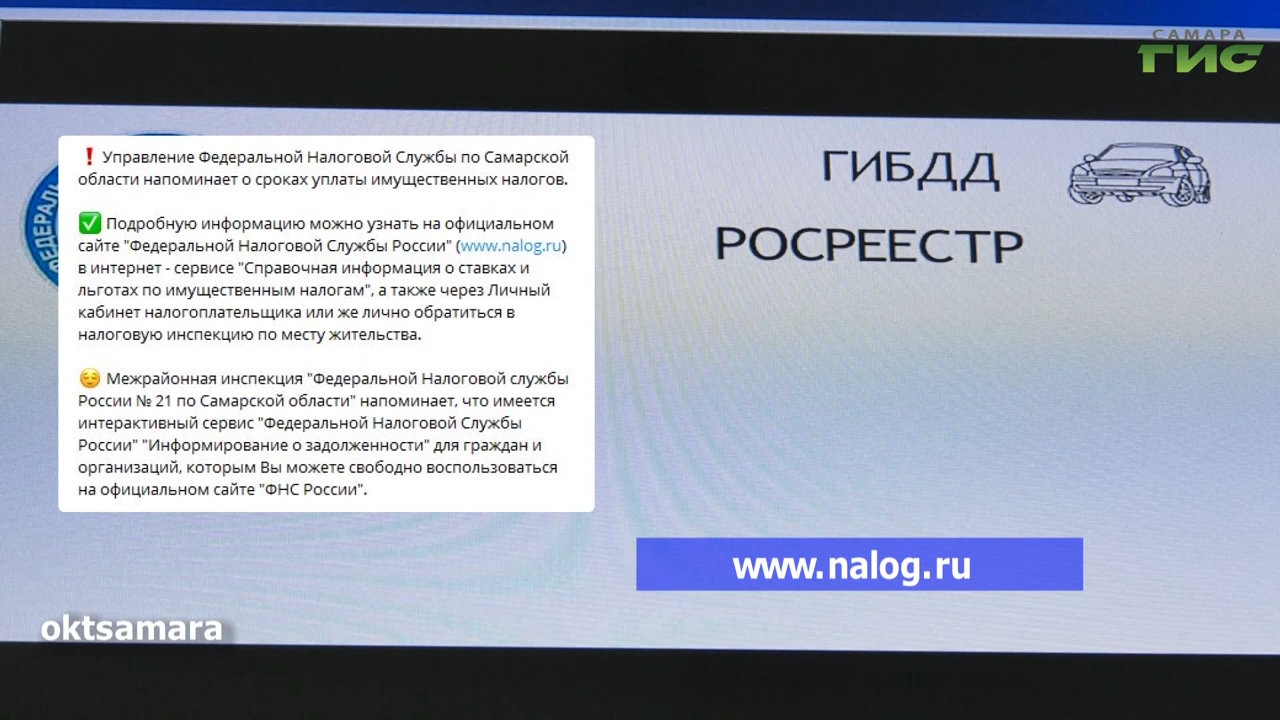 САМАРА
ГИС
ФЕДЕРАЛЬ
ГИБДД
РОСРЕЕСТР
❗ Управление Федеральной Налоговой Службы по Самарской
области напоминает о сроках уплаты имущественных налогов.
✅ Подробную информацию можно узнать на официальном
сайте "Федеральной Налоговой Службы России" (www.nalog.ru)
в интернет - сервисе "Справочная информация о ставках и
льготах по имущественным налогам", а также через Личный
кабинет налогоплательщика или же лично обратиться в
налоговую инспекцию по месту жительства.
😌 Межрайонная инспекция "Федеральной Налоговой службы
России № 21 по Самарской области" напоминает, что имеется
интерактивный сервис "Федеральной Налоговой Службы
России" "Информирование о задолженности" для граждан и
организаций, которым Вы можете свободно воспользоваться
на официальном сайте "ФНС России".
www.nalog.ru
oktsamara